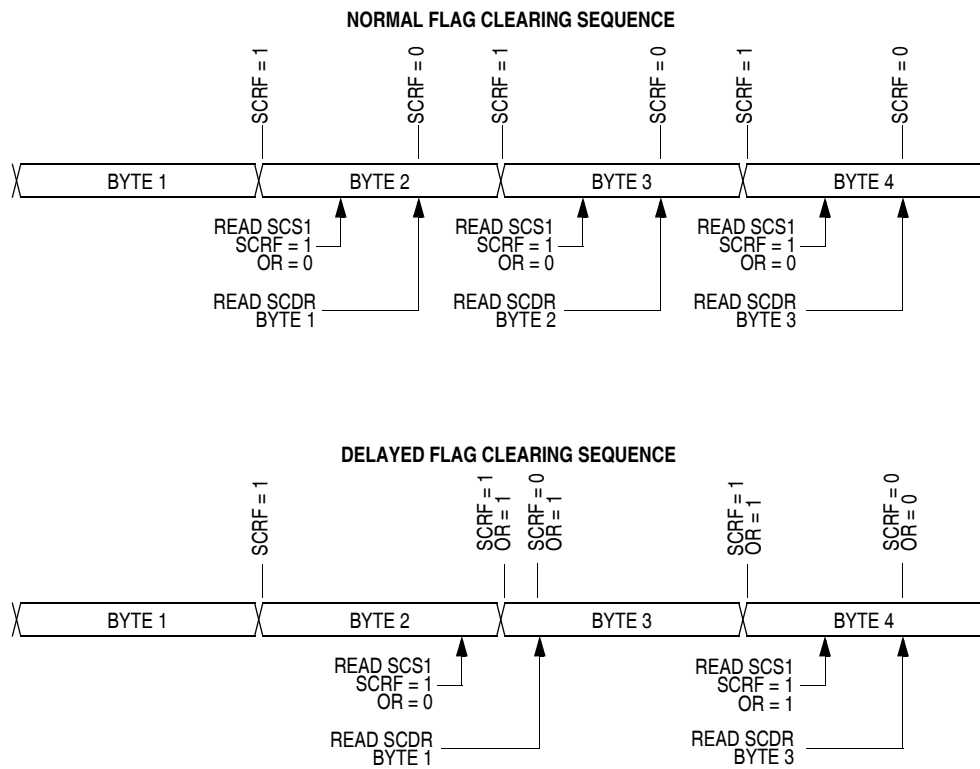 NORMAL FLAG CLEARING SEQUENCE
SCRF = 1
SCRF = 0
SCRF = 1
SCRF = 0
SCRF = 1
SCRF = 0
BYTE 1
BYTE 2
BYTE 3
BYTE 4
READ SCS1
SCRF = 1
OR = 0
READ SCS1
SCRF = 1
OR = 0
READ SCS1
SCRF = 1
OR = 0
READ SCDR
BYTE 1
READ SCDR
BYTE 2
READ SCDR
BYTE 3
DELAYED FLAG CLEARING SEQUENCE
SCRF = 1
SCRF = 1
OR = 1
SCRF = 0
OR = 1
SCRF = 1
OR = 1
SCRF = 0
OR = 0
BYTE 1
BYTE 2
BYTE 3
BYTE 4
READ SCS1
SCRF = 1
OR = 0
READ SCS1
SCRF = 1
OR = 1
READ SCDR
BYTE 1
READ SCDR
BYTE 3